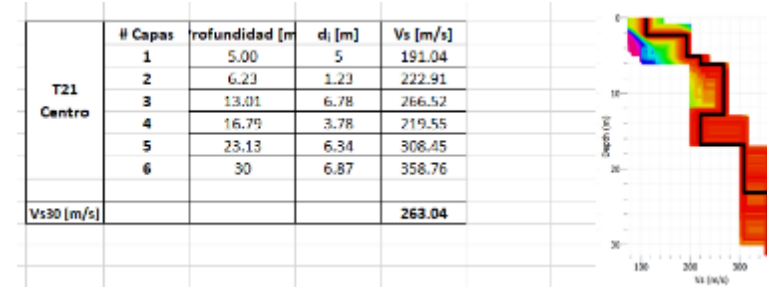 # Capas Profundidad [m dᵢ [m] Vs [m/s]
T21 Centro
1 5.00 5 191.04
2 6.23 1.23 222.91
3 13.01 6.78 266.52
4 16.79 3.78 219.55
5 23.13 6.34 308.45
6 30 6.87 358.76
Vs30 [m/s] 263.04
0
10
20
30
Depth (m)
100 200 300
Vs (m/s)